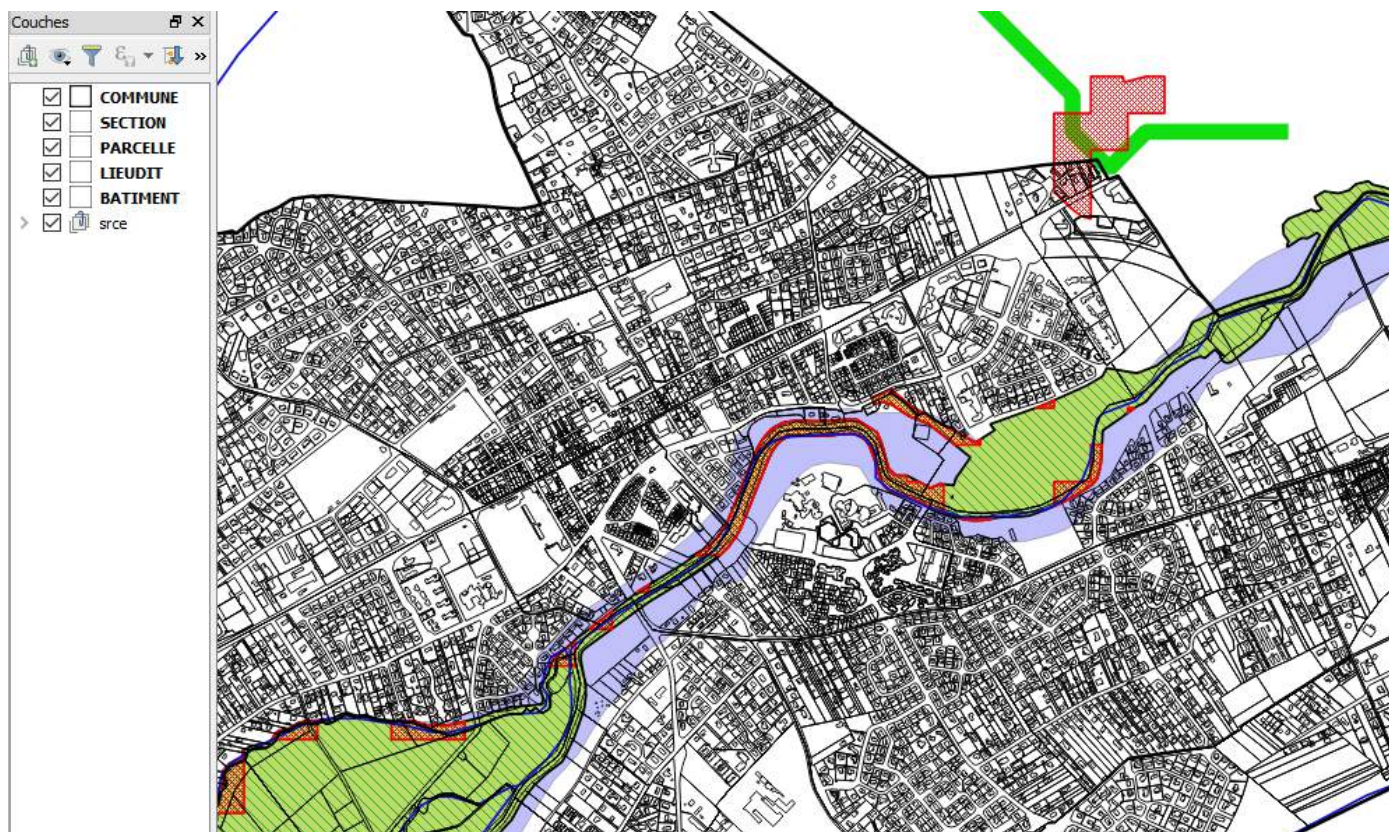 Couches
COMMUNE
SECTION
PARCELLE
LIEUDIT
BATIMENT
srce